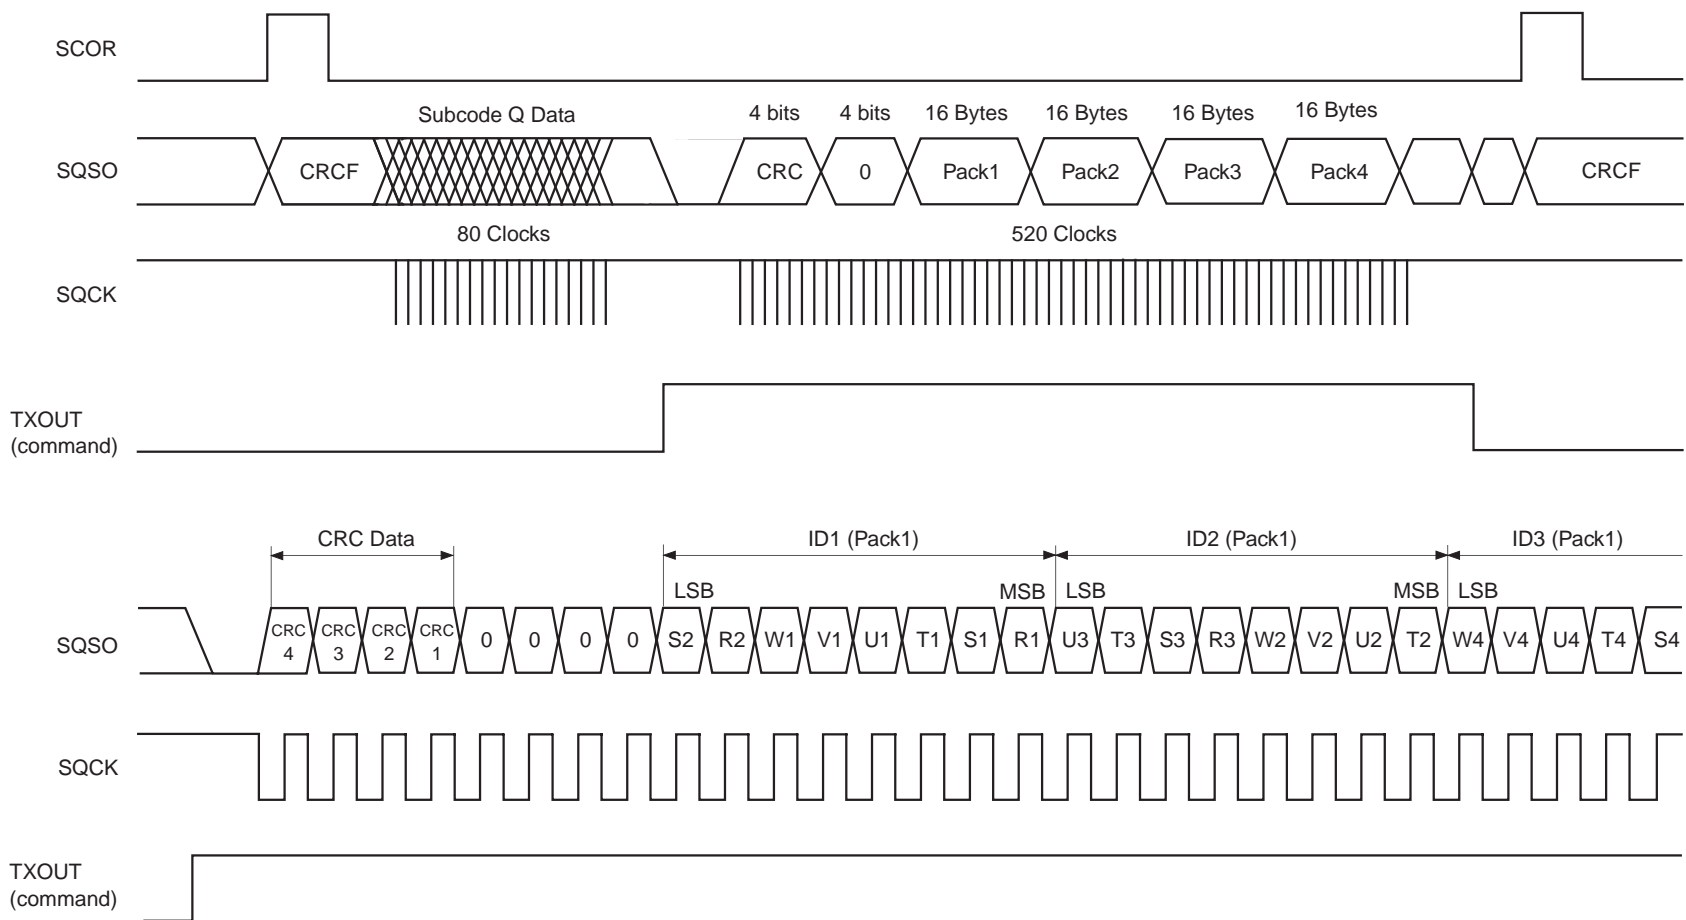 SCOR
Subcode Q Data
4 bits
4 bits
16 Bytes
16 Bytes
16 Bytes
16 Bytes
SQSO
CRCF
CRC
0
Pack1
Pack2
Pack3
Pack4
CRCF
80 Clocks
520 Clocks
SQCK
TXOUT
(command)
CRC Data
ID1 (Pack1)
ID2 (Pack1)
ID3 (Pack1)
LSB
MSB
LSB
MSB
LSB
SQSO
CRC
4
CRC
3
CRC
2
CRC
1
0
0
0
0
S2
R2
W1
V1
U1
T1
S1
R1
U3
T3
S3
R3
W2
V2
U2
T2
W4
V4
U4
T4
S4
SQCK
TXOUT
(command)